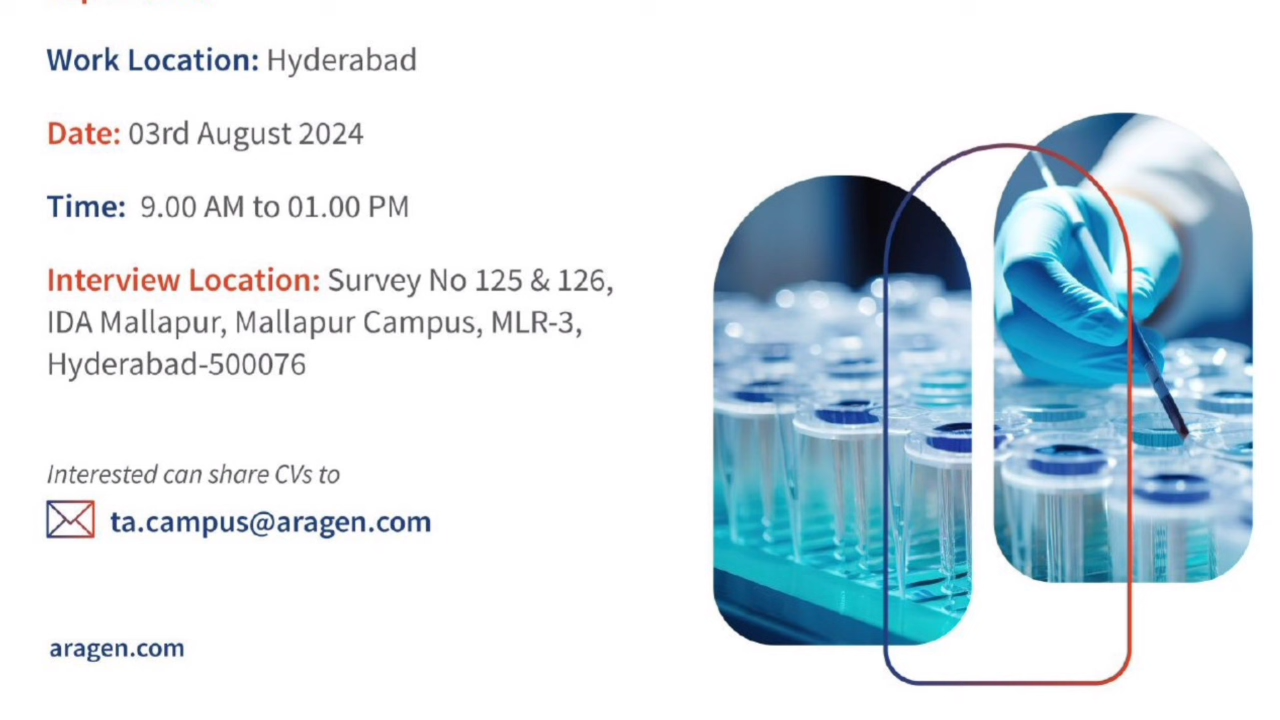 Work Location: Hyderabad
Date: 03rd August 2024
Time: 9.00 AM to 01.00 PM
Interview Location: Survey No 125 & 126,
IDA Mallapur, Mallapur Campus, MLR-3,
Hyderabad-500076
Interested can share CVs to
ta.campus@aragen.com
aragen.com